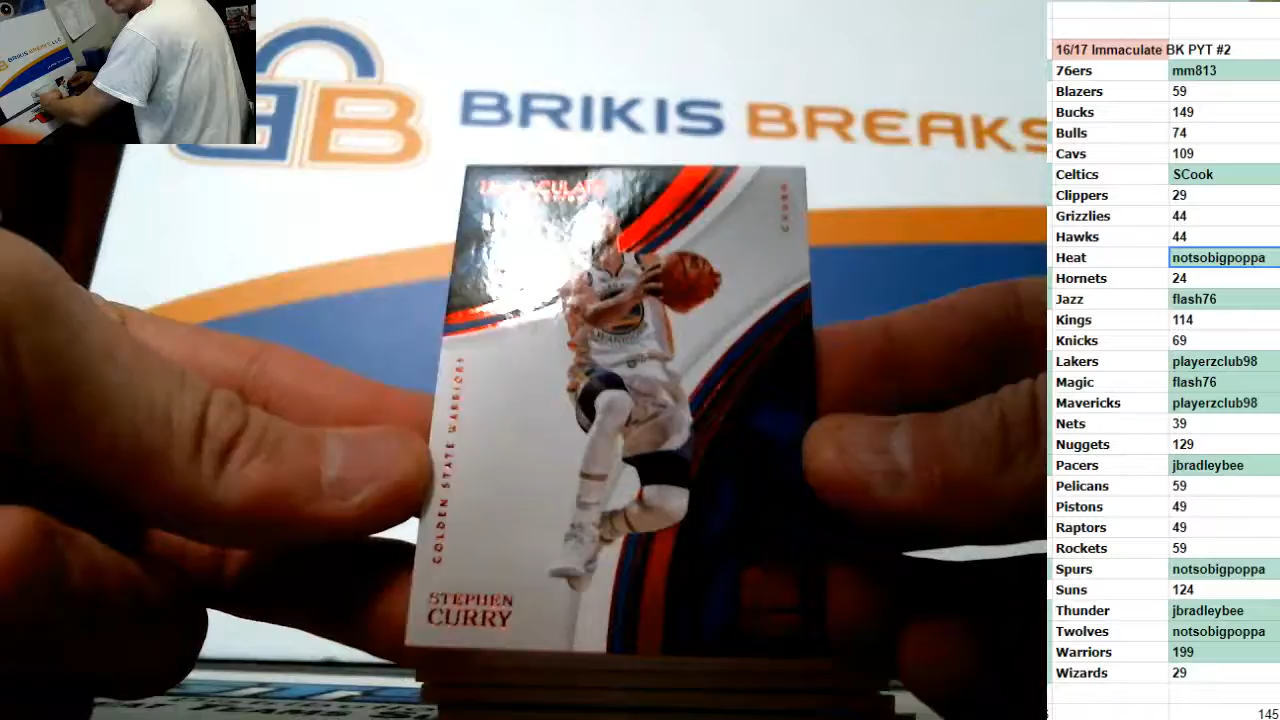 BRIKIS BREAKS
BRIKIS BREAKS
IMMACULATE
GUARD
GOLDEN STATE WARRIORS
STEPHEN
CURRY
16/17 Immaculate BK PYT #2
76ers mm813
Blazers 59
Bucks 149
Bulls 74
Cavs 109
Celtics SCook
Clippers 29
Grizzlies 44
Hawks 44
Heat notsobigpoppa
Hornets 24
Jazz flash76
Kings 114
Knicks 69
Lakers playerzclub98
Magic flash76
Mavericks playerzclub98
Nets 39
Nuggets 129
Pacers jbradleybee
Pelicans 59
Pistons 49
Raptors 49
Rockets 59
Spurs notsobigpoppa
Suns 124
Thunder jbradleybee
Twolves notsobigpoppa
Warriors 199
Wizards 29
145